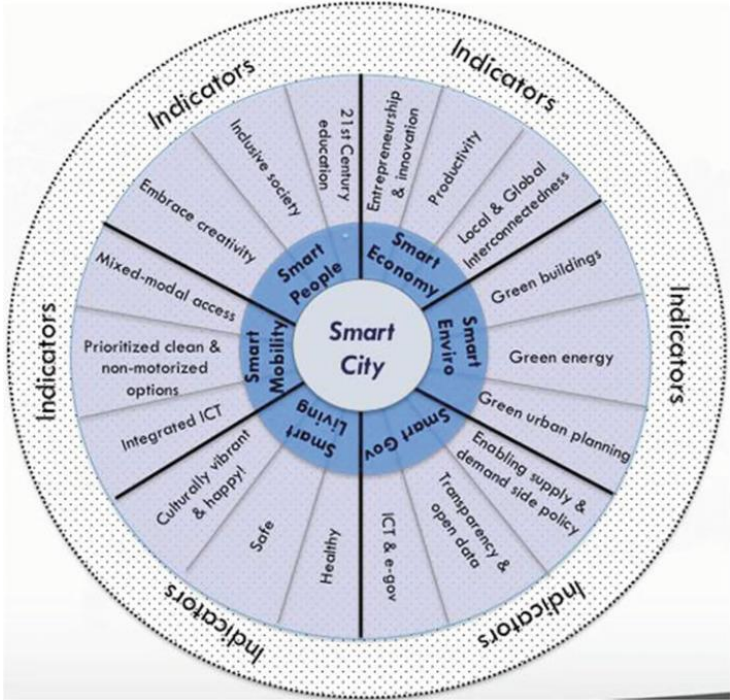 Smart
City
Smart
Economy
Entrepreneurship
& innovation
Productivity
Local & Global
Interconnectedness
Indicators
Smart
Enviro
Green buildings
Green energy
Green urban planning
Indicators
Smart Gov
Enabling supply &
demand side policy
Transparency &
open data
ICT & e-gov
Indicators
Smart
Living
Healthy
Safe
Culturally vibrant
& happy!
Indicators
Smart
Mobility
Integrated ICT
Prioritized clean &
non-motorized
options
Mixed-modal access
Indicators
Smart
People
Embrace creativity
Inclusive society
21st Century
education
Indicators